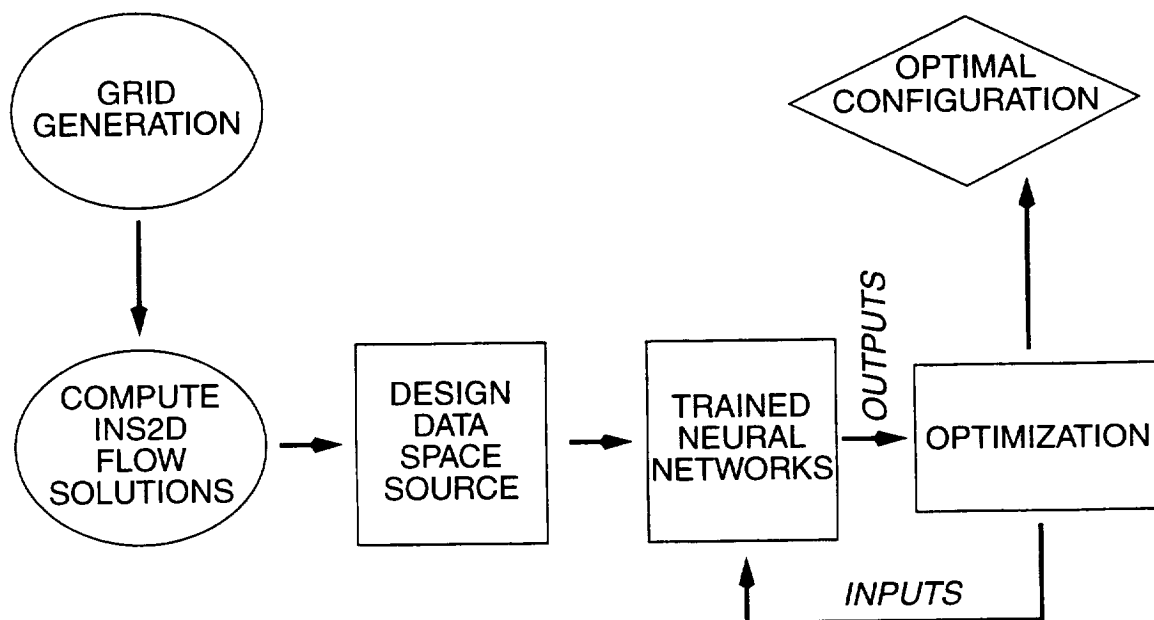 GRID
GENERATION
OPTIMAL
CONFIGURATION
COMPUTE
INS2D
FLOW
SOLUTIONS
DESIGN
DATA
SPACE
SOURCE
TRAINED
NEURAL
NETWORKS
OUTPUTS
OPTIMIZATION
INPUTS